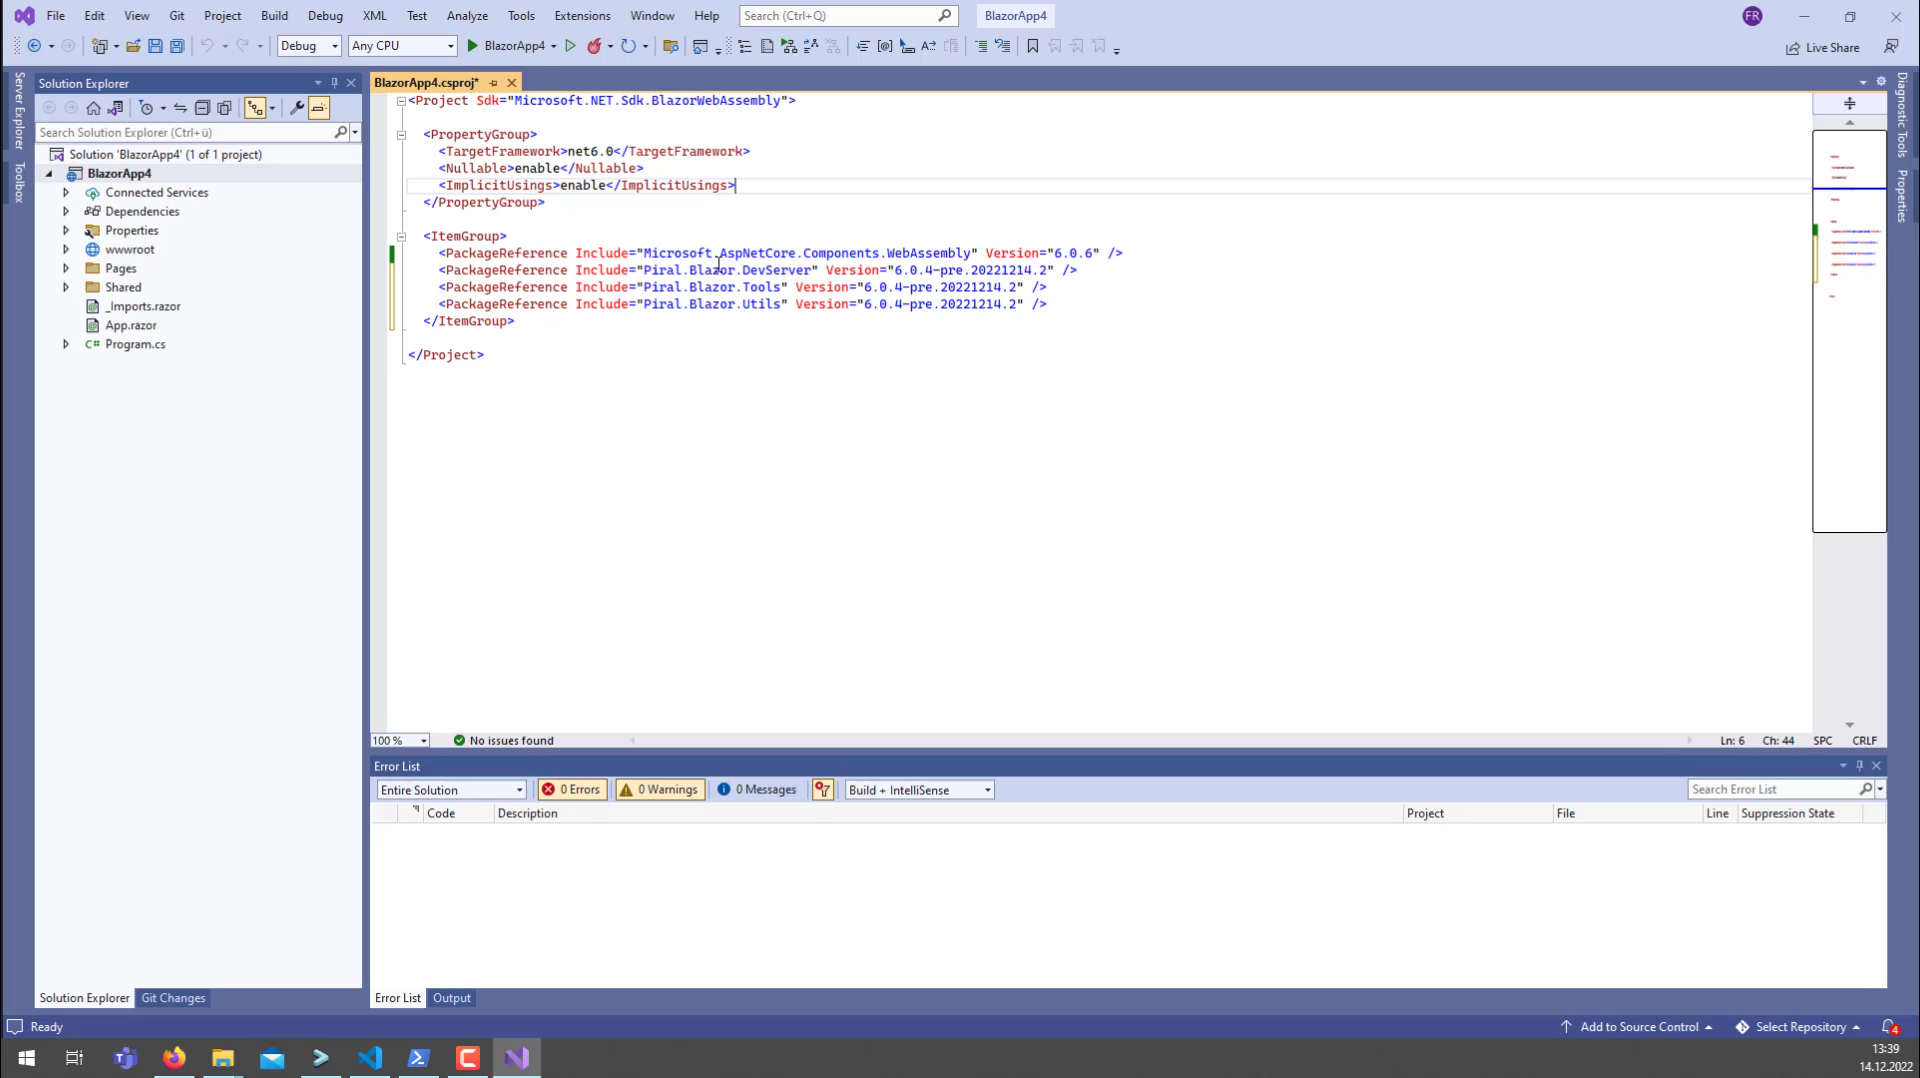 File Edit View Git Project Build Debug XML Test Analyze Tools Extensions Window Help Search (Ctrl+Q) BlazorApp4 FR
Debug Any CPU BlazorApp4 Live Share
Server Explorer
Toolbox
Solution Explorer
Search Solution Explorer (Ctrl+ü)
Solution 'BlazorApp4' (1 of 1 project)
BlazorApp4
Connected Services
Dependencies
Properties
wwwroot
Pages
Shared
_Imports.razor
App.razor
C# Program.cs
Solution Explorer Git Changes
BlazorApp4.csproj*
<Project Sdk="Microsoft.NET.Sdk.BlazorWebAssembly">
<PropertyGroup>
<TargetFramework>net6.0</TargetFramework>
<Nullable>enable</Nullable>
<ImplicitUsings>enable</ImplicitUsings>
</PropertyGroup>
<ItemGroup>
<PackageReference Include="Microsoft.AspNetCore.Components.WebAssembly" Version="6.0.6" />
<PackageReference Include="Piral.Blazor.DevServer" Version="6.0.4-pre.20221214.2" />
<PackageReference Include="Piral.Blazor.Tools" Version="6.0.4-pre.20221214.2" />
<PackageReference Include="Piral.Blazor.Utils" Version="6.0.4-pre.20221214.2" />
</ItemGroup>
</Project>
100 % No issues found Ln: 6 Ch: 44 SPC CRLF
Error List
Entire Solution 0 Errors 0 Warnings 0 Messages Build + IntelliSense Search Error List
Code Description Project File Line Suppression State
Error List Output
Diagnostic Tools
Properties
Ready Add to Source Control Select Repository 4
13:39
14.12.2022